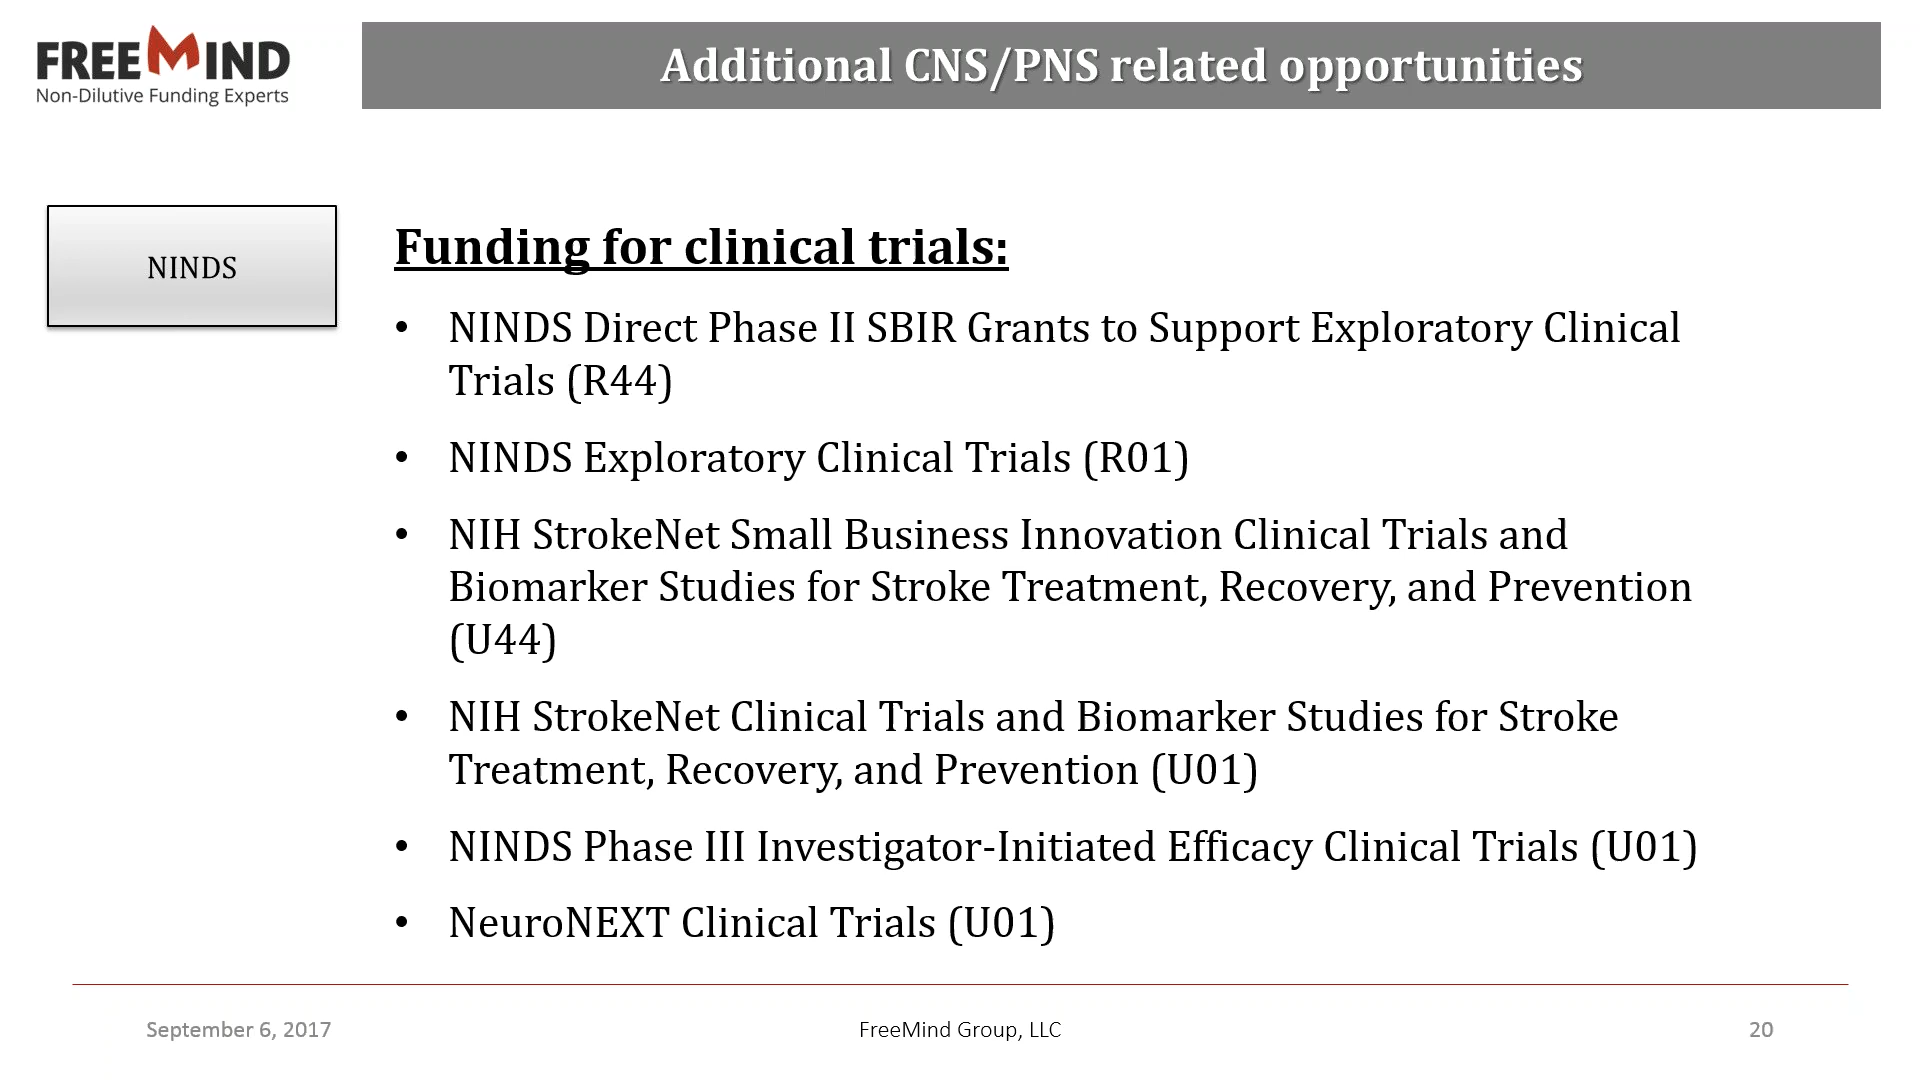 FREEMIND
Non-Dilutive Funding Experts
Additional CNS/PNS related opportunities
NINDS
Funding for clinical trials:
• NINDS Direct Phase II SBIR Grants to Support Exploratory Clinical
Trials (R44)
• NINDS Exploratory Clinical Trials (R01)
• NIH StrokeNet Small Business Innovation Clinical Trials and
Biomarker Studies for Stroke Treatment, Recovery, and Prevention
(U44)
• NIH StrokeNet Clinical Trials and Biomarker Studies for Stroke
Treatment, Recovery, and Prevention (U01)
• NINDS Phase III Investigator-Initiated Efficacy Clinical Trials (U01)
• NeuroNEXT Clinical Trials (U01)
September 6, 2017
FreeMind Group, LLC
20